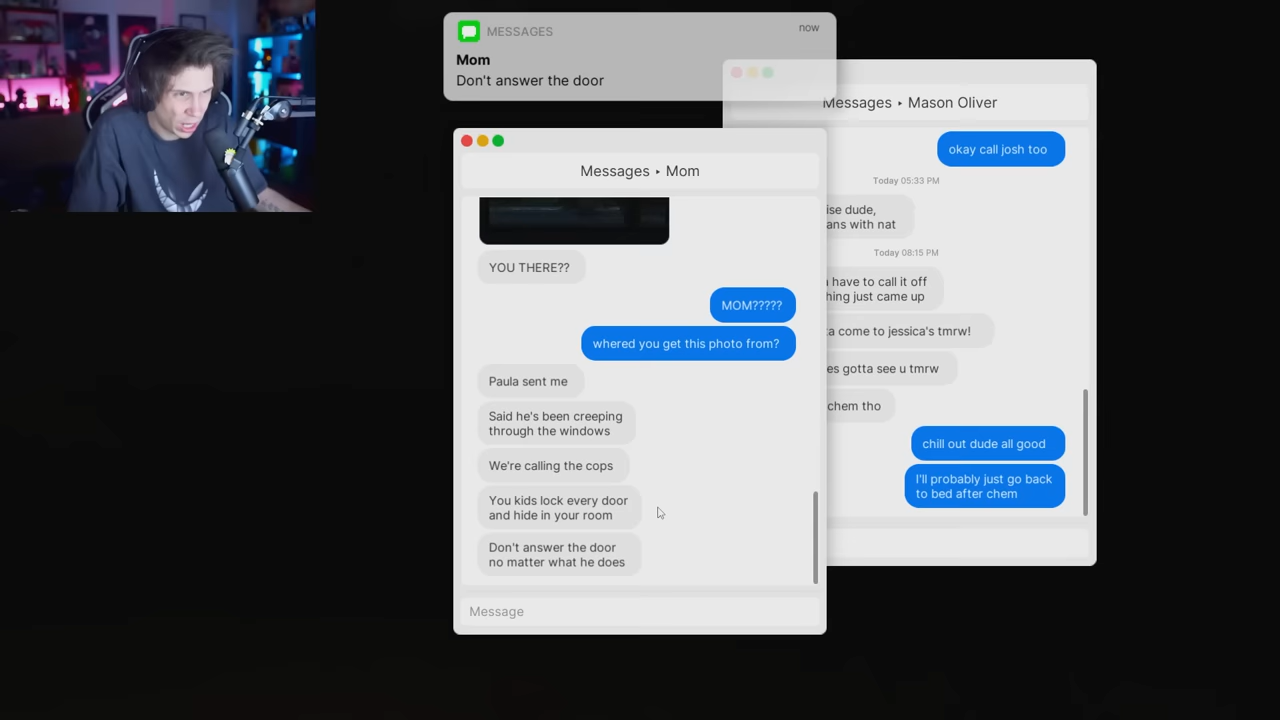 MESSAGES
now
Mom
Don't answer the door
Messages ‣ Mason Oliver
okay call josh too
Today 05:33 PM
dude,
with nat
Today 08:15 PM
have to call it off
just came up
come to jessica's tmrw!
gotta see u tmrw
chem tho
chill out dude all good
I'll probably just go back
to bed after chem
Messages ‣ Mom
YOU THERE??
MOM?????
whered you get this photo from?
Paula sent me
Said he's been creeping
through the windows
We're calling the cops
You kids lock every door
and hide in your room
Don't answer the door
no matter what he does
Message